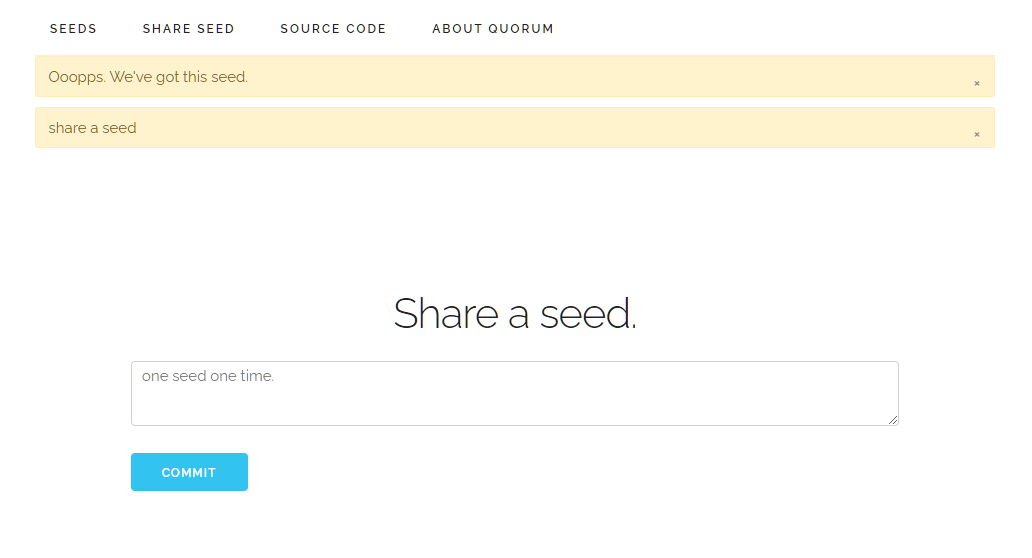 SEEDS SHARE SEED SOURCE CODE ABOUT QUORUM
Ooopps. We've got this seed. ×
share a seed ×
Share a seed.
one seed one time.
COMMIT